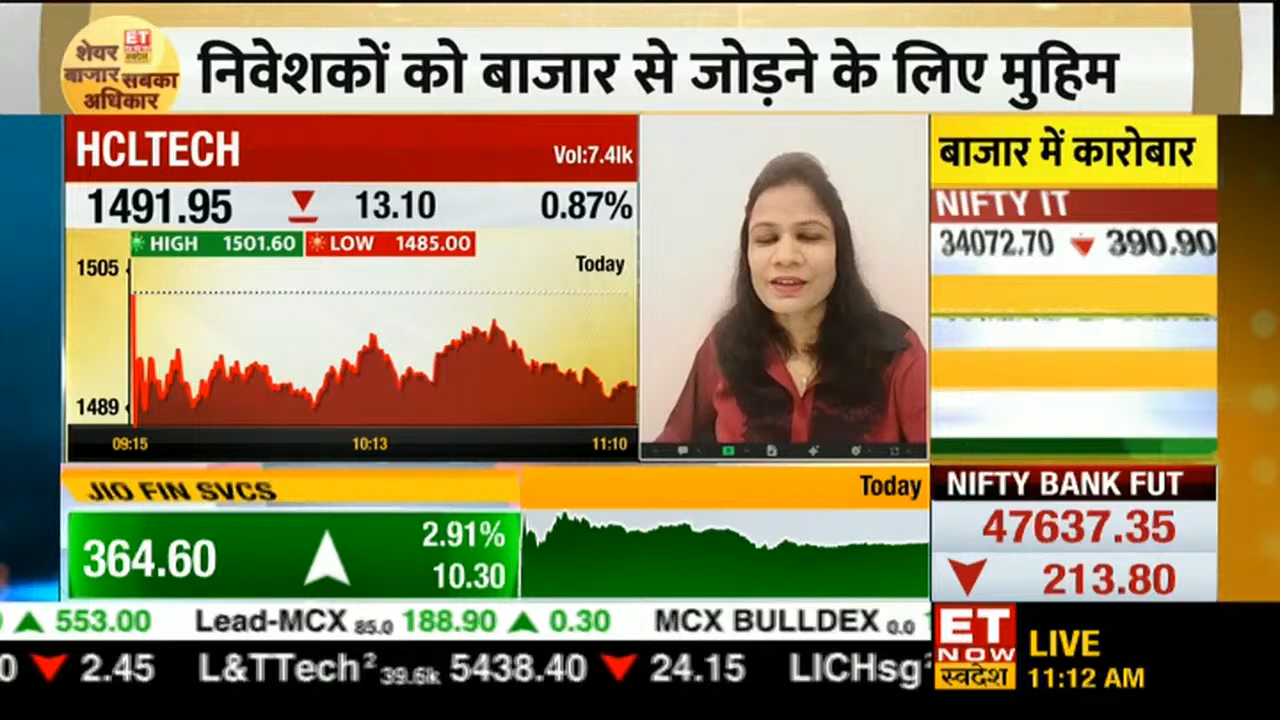 शेयर
ET
NOW
स्वदेश
बाजार सबका
अधिकार
निवेशकों को बाजार से जोड़ने के लिए मुहिम
HCLTECH
Vol:7.4lk
1491.95 13.10 0.87%
HIGH 1501.60 LOW 1485.00
Today
1505
1489
09:15 10:13 11:10
बाजार में कारोबार
NIFTY IT
34072.70 390.90
JIO FIN SVCS
Today
364.60
2.91%
10.30
NIFTY BANK FUT
47637.35
213.80
553.00 Lead-MCX 85.0 188.90 0.30 MCX BULLDEX 0.0
0 2.45 L&TTech² 39.6k 5438.40 24.15 LICHsg
ET
NOW
स्वदेश
LIVE
11:12 AM